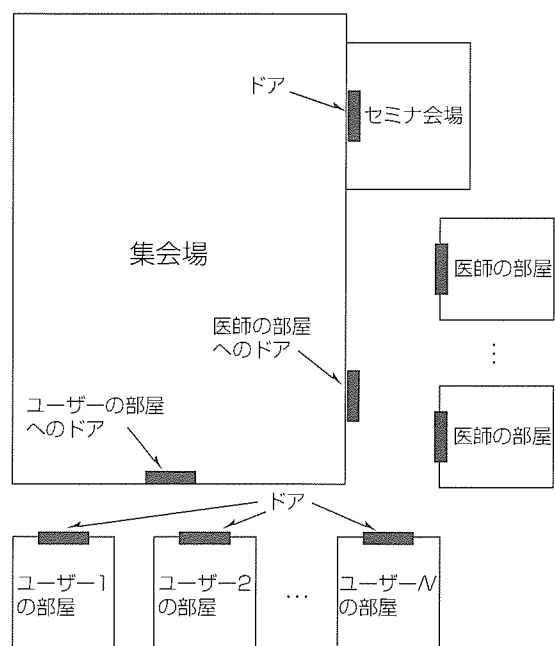 ドア
セミナ会場
集会場
医師の部屋
医師の部屋
へのドア
⋮
医師の部屋
ユーザーの部屋
へのドア
ドア
ユーザー1
の部屋
ユーザー2
の部屋
…
ユーザーN
の部屋